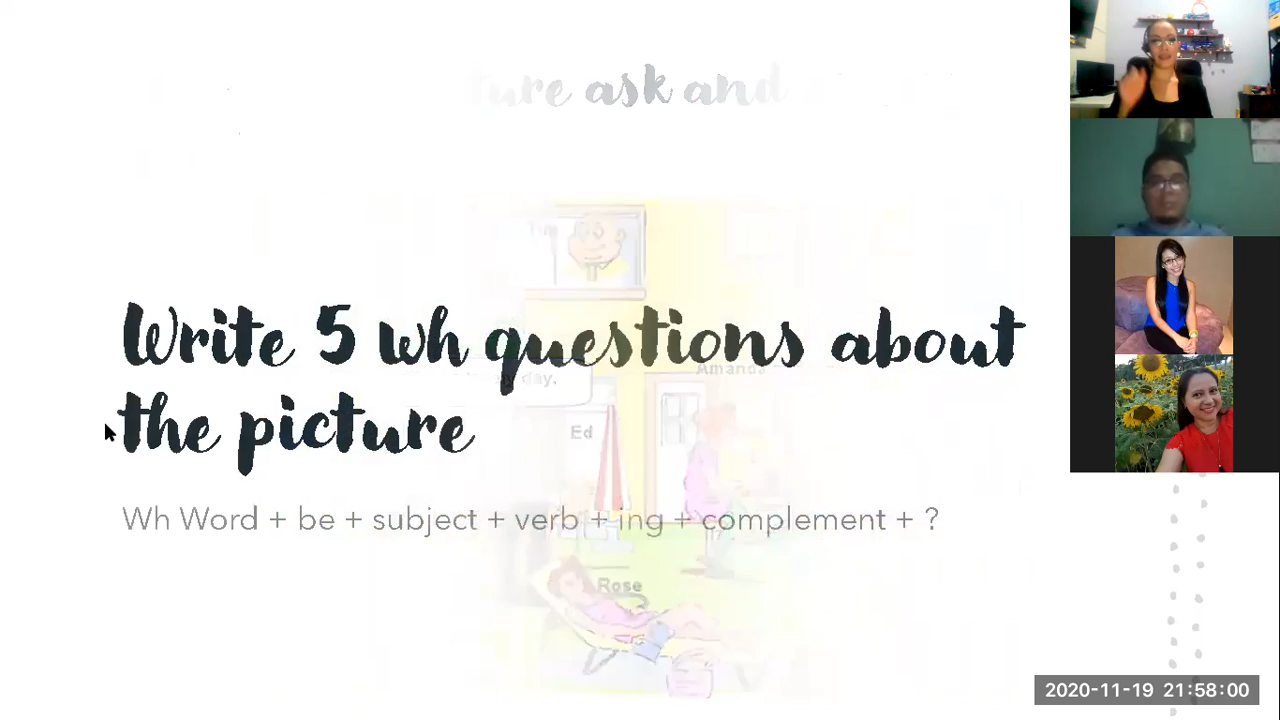 ture ask and
Write 5 wh questions about
the picture
Amanda
day.
Ed
Wh Word + be + subject + verb + ing + complement + ?
Rose
2020-11-19 21:58:00